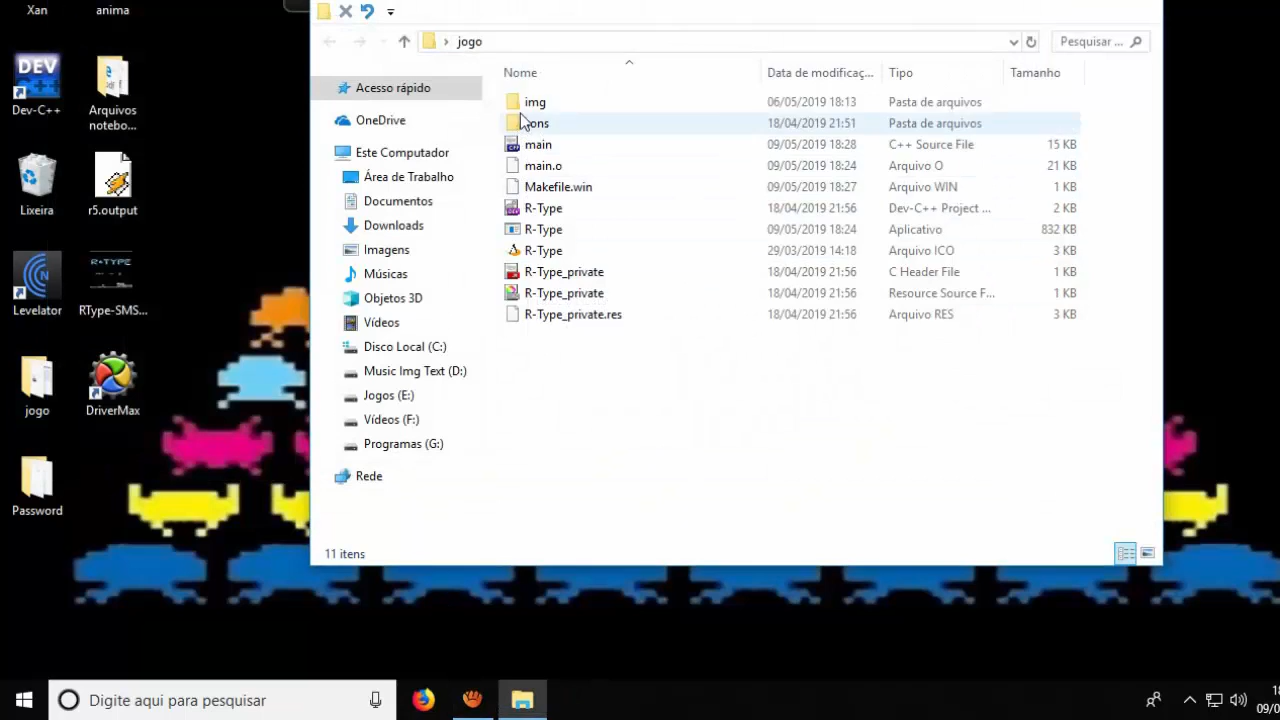 Xan
anima
Dev-C++
Arquivos
notebo...
Lixeira
r5.output
Levelator
R-TYPE
RType-SMS...
jogo
DriverMax
Password
jogo
Pesquisar ...
Nome
Data de modificaç...
Tipo
Tamanho
Acesso rápido
OneDrive
Este Computador
Área de Trabalho
Documentos
Downloads
Imagens
Músicas
Objetos 3D
Vídeos
Disco Local (C:)
Music Img Text (D:)
Jogos (E:)
Vídeos (F:)
Programas (G:)
Rede
img 06/05/2019 18:13 Pasta de arquivos
ons 18/04/2019 21:51 Pasta de arquivos
main 09/05/2019 18:28 C++ Source File 15 KB
main.o 09/05/2019 18:24 Arquivo O 21 KB
Makefile.win 09/05/2019 18:27 Arquivo WIN 1 KB
R-Type 18/04/2019 21:56 Dev-C++ Project ... 2 KB
R-Type 09/05/2019 18:24 Aplicativo 832 KB
R-Type 29/03/2019 14:18 Arquivo ICO 3 KB
R-Type_private 18/04/2019 21:56 C Header File 1 KB
R-Type_private 18/04/2019 21:56 Resource Source F... 1 KB
R-Type_private.res 18/04/2019 21:56 Arquivo RES 3 KB
11 itens
Digite aqui para pesquisar
18
09/0